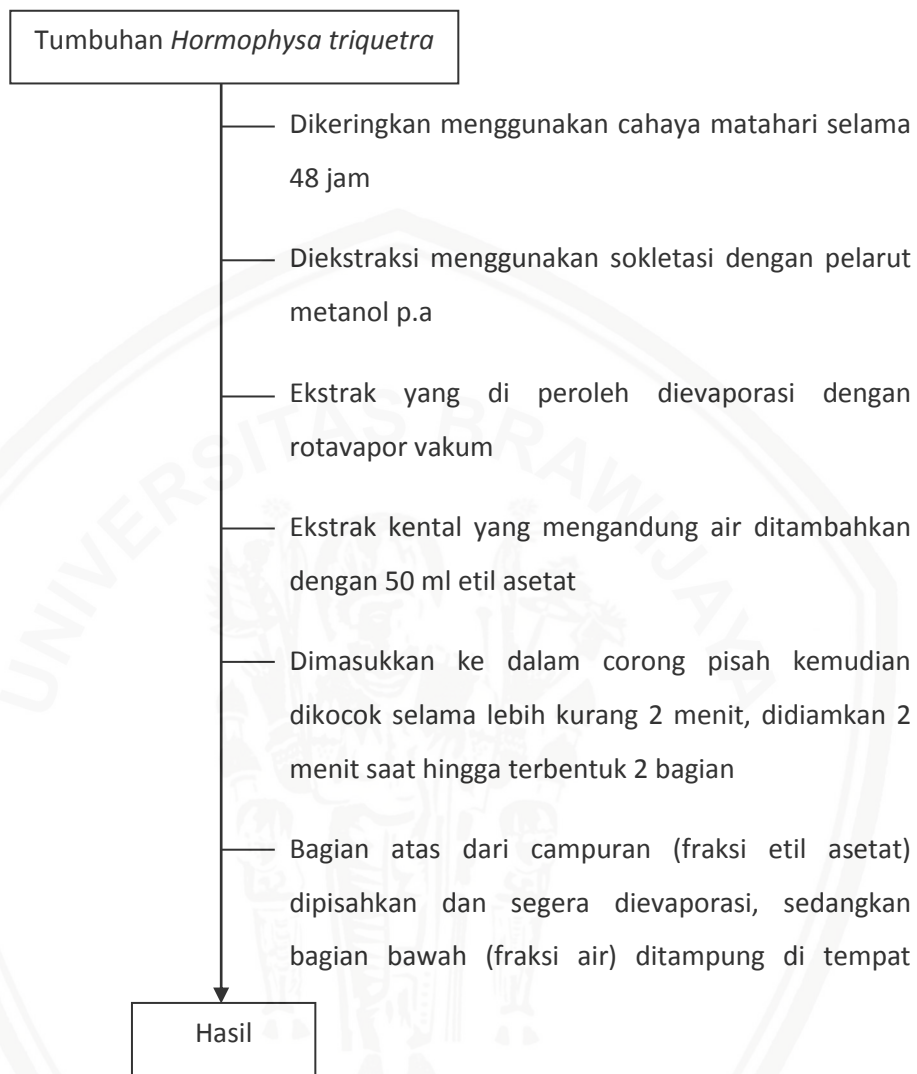 Tumbuhan Hormophysa triquetra
Dikeringkan menggunakan cahaya matahari selama
48 jam
Diekstraksi menggunakan sokletasi dengan pelarut
metanol p.a
Ekstrak yang di peroleh dievaporasi dengan
rotavapor vakum
Ekstrak kental yang mengandung air ditambahkan
dengan 50 ml etil asetat
Dimasukkan ke dalam corong pisah kemudian
dikocok selama lebih kurang 2 menit, didiamkan 2
menit saat hingga terbentuk 2 bagian
Bagian atas dari campuran (fraksi etil asetat)
dipisahkan dan segera dievaporasi, sedangkan
bagian bawah (fraksi air) ditampung di tempat
Hasil
UNIVERSITAS BRAWIJAYA